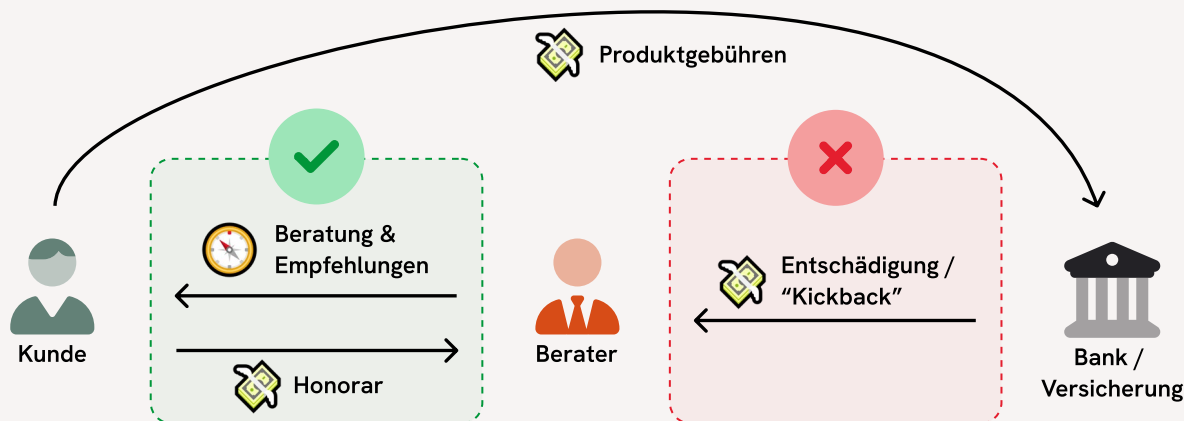 Produktgebühren
Beratung &
Empfehlungen
Entschädigung /
“Kickback”
Kunde
Berater
Bank /
Versicherung
Honorar